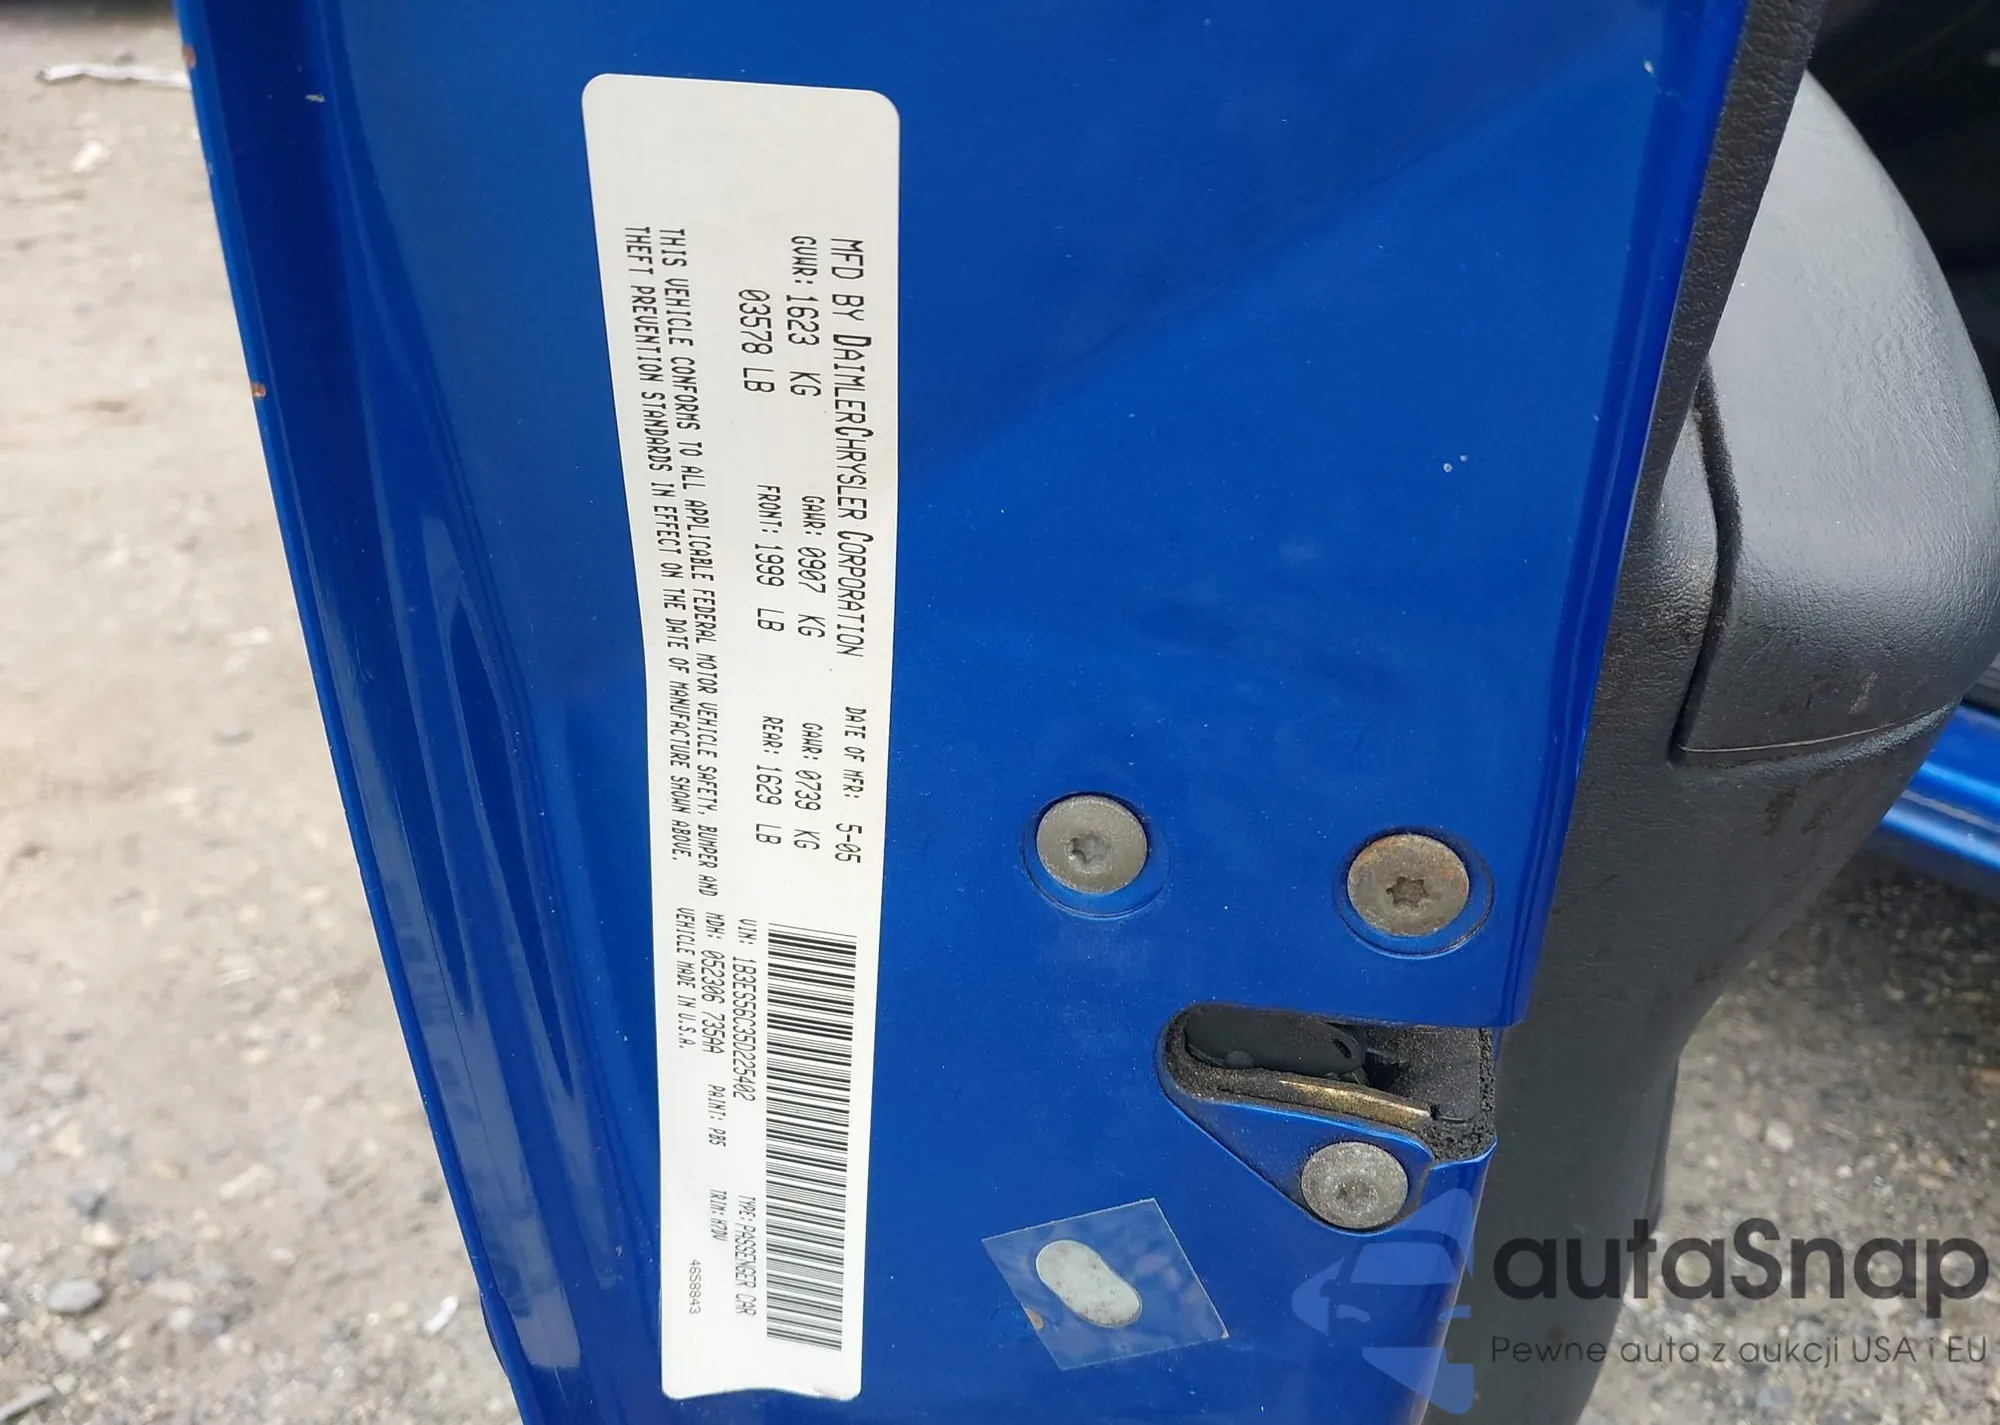 MFD BY DAIMLERCHRYSLER CORPORATION DATE OF MFR: 5-05
GVWR: 1623 KG GAWR: 0907 KG GAWR: 0739 KG
03578 LB FRONT: 1999 LB REAR: 1629 LB
THIS VEHICLE CONFORMS TO ALL APPLICABLE FEDERAL MOTOR VEHICLE SAFETY, BUMPER AND
THEFT PREVENTION STANDARDS IN EFFECT ON THE DATE OF MANUFACTURE SHOWN ABOVE.
VIN: 1B3ES56C35D225402 TYPE: PASSENGER CAR
MDH: 052306 735AA PAINT: PB5 TRIM: H7DV
VEHICLE MADE IN U.S.A. 4658843
autaSnap
Pewne auta z aukcji USA i EU